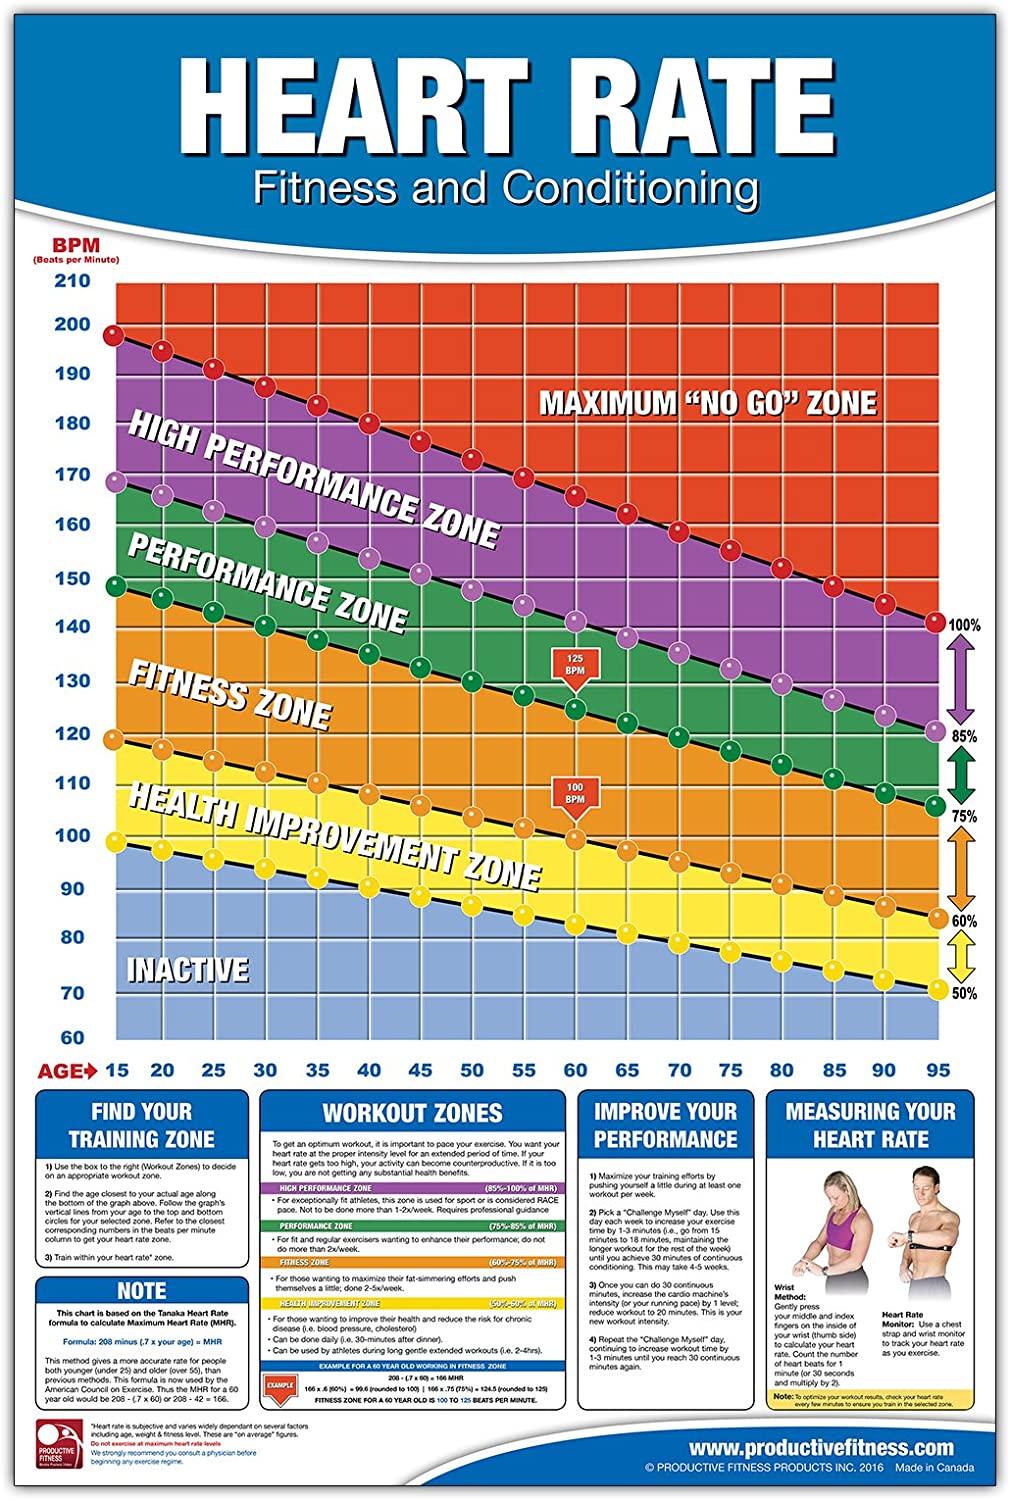 HEART RATE
Fitness and Conditioning
BPM
(Beats per Minute)
210
200
190
180
170
160
150
140
130
120
110
100
90
80
70
60
MAXIMUM “NO GO” ZONE
HIGH PERFORMANCE ZONE
PERFORMANCE ZONE
FITNESS ZONE
HEALTH IMPROVEMENT ZONE
INACTIVE
125
BPM
100
BPM
100%
85%
75%
60%
50%
AGE 15 20 25 30 35 40 45 50 55 60 65 70 75 80 85 90 95
FIND YOUR
TRAINING ZONE
1) Use the box to the right (Workout Zones) to decide
on an appropriate workout zone.
2) Find the age closest to your actual age along
the bottom of the graph above. Follow the graph's
vertical lines from your age to the top and bottom
circles for your selected zone. Refer to the closest
corresponding numbers in the beats per minute
column to get your heart rate zone.
3) Train within your heart rate* zone.
NOTE
This chart is based on the Tanaka Heart Rate
formula to calculate Maximum Heart Rate (MHR).
Formula: 208 minus (.7 x your age) = MHR
This method gives a more accurate rate for people
both younger (under 25) and older (over 55), than
previous methods. This formula is now used by the
American Council on Exercise. Thus the MHR for a 60
year old would be 208 - (.7 x 60) or 208 - 42 = 166.
WORKOUT ZONES
To get an optimum workout, it is important to pace your exercise. You want your
heart rate at the proper intensity level for an extended period of time. If your
heart rate gets too high, your activity can become counterproductive. If it is too
low, you are not getting any substantial health benefits.
HIGH PERFORMANCE ZONE (85%-100% of MHR)
• For exceptionally fit athletes, this zone is used for sport or is considered RACE
pace. Not to be done more than 1-2x/week. Requires professional guidance
PERFORMANCE ZONE (75%-85% of MHR)
• For fit and regular exercisers wanting to enhance their performance; do not
do more than 2x/week.
FITNESS ZONE (60%-75% of MHR)
• For those wanting to maximize their fat-simmering efforts and push
themselves a little; done 2-5x/week.
HEALTH IMPROVEMENT ZONE (50%-60% of MHR)
• For those wanting to improve their health and reduce the risk for chronic
disease (i.e. blood pressure, cholesterol)
• Can be done daily (i.e. 30-minutes after dinner).
• Can be used by athletes during long gentle extended workouts (i.e. 2-4hrs).
EXAMPLE FOR A 60 YEAR OLD WORKING IN FITNESS ZONE
EXAMPLE
208 - (.7 x 60) = 166 MHR
166 x .6 (60%) = 99.6 (rounded to 100) | 166 x .75 (75%) = 124.5 (rounded to 125)
FITNESS ZONE FOR A 60 YEAR OLD IS 100 TO 125 BEATS PER MINUTE.
IMPROVE YOUR
PERFORMANCE
1) Maximize your training efforts by
pushing yourself a little during at least one
workout per week.
2) Pick a “Challenge Myself” day. Use this
day each week to increase your exercise
time by 1-3 minutes (i.e., go from 15
minutes to 18 minutes, maintaining the
longer workout for the rest of the week)
until you achieve 30 minutes of continuous
conditioning. This may take 4-5 weeks.
3) Once you can do 30 continuous
minutes, increase the cardio machine's
intensity (or your running pace) by 1 level;
reduce workout to 20 minutes. This is your
new workout intensity.
4) Repeat the “Challenge Myself” day,
continuing to increase workout time by
1-3 minutes until you reach 30 continuous
minutes again.
MEASURING YOUR
HEART RATE
Wrist
Method:
Gently press
your middle and index
fingers on the inside of
your wrist (thumb side)
to calculate your heart
rate. Count the number
of heart beats for 1
minute (or 30 seconds
and multiply by 2).
Heart Rate
Monitor: Use a chest
strap and wrist monitor
to track your heart rate
as you exercise.
Note: To optimize your workout results, check your heart rate
every few minutes to ensure you train in the selected zone.
PRODUCTIVE
FITNESS
*Heart rate is subjective and varies widely dependant on several factors
including age, weight & fitness level. These are “on average” figures.
Do not exercise at maximum heart rate levels
We strongly recommend you consult a physician before
beginning any exercise regime.
www.productivefitness.com
© PRODUCTIVE FITNESS PRODUCTS INC. 2016 Made in Canada